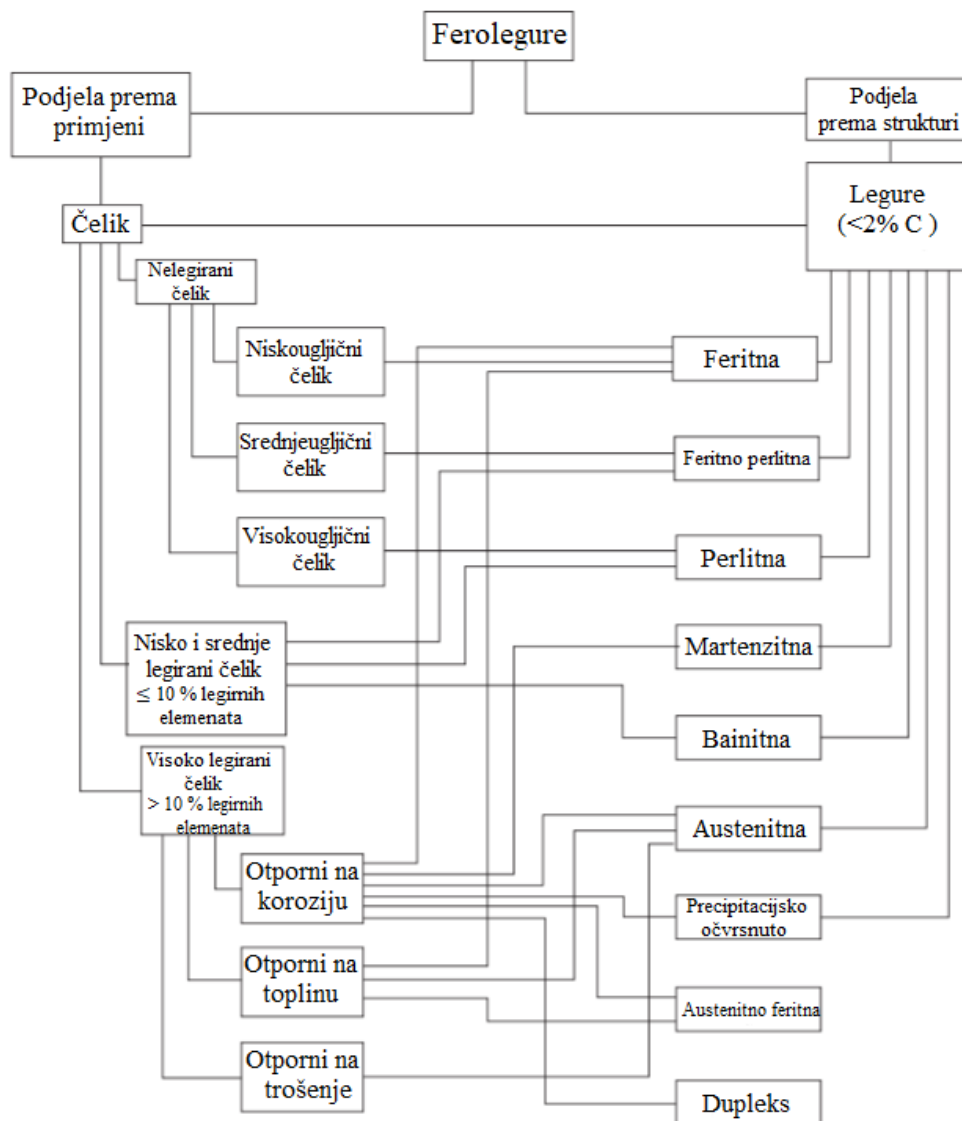 Ferolegure
Podjela prema
primjeni
Podjela
prema strukturi
Čelik
Legure
(<2% C )
Nelegirani
čelik
Niskougljični
čelik
Feritna
Srednjeugljični
čelik
Feritno perlitna
Visokougljični
čelik
Perlitna
Nisko i srednje
legirani čelik
≤ 10 % legirnih
elemenata
Martenzitna
Bainitna
Visoko legirani
čelik
> 10 % legirnih
elemenata
Austenitna
Otporni na
koroziju
Precipitacijsko
očvrsnuto
Otporni na
toplinu
Austenitno feritna
Otporni na
trošenje
Dupleks